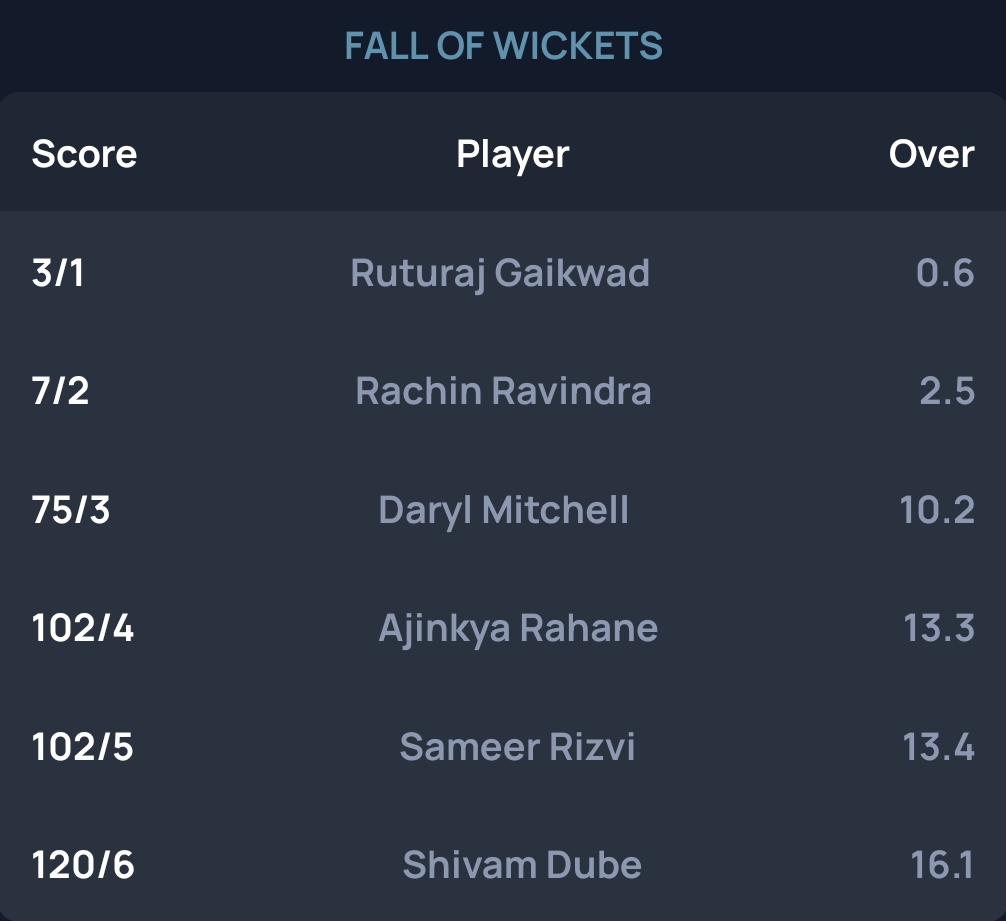 FALL OF WICKETS
Score Player Over
3/1 Ruturaj Gaikwad 0.6
7/2 Rachin Ravindra 2.5
75/3 Daryl Mitchell 10.2
102/4 Ajinkya Rahane 13.3
102/5 Sameer Rizvi 13.4
120/6 Shivam Dube 16.1